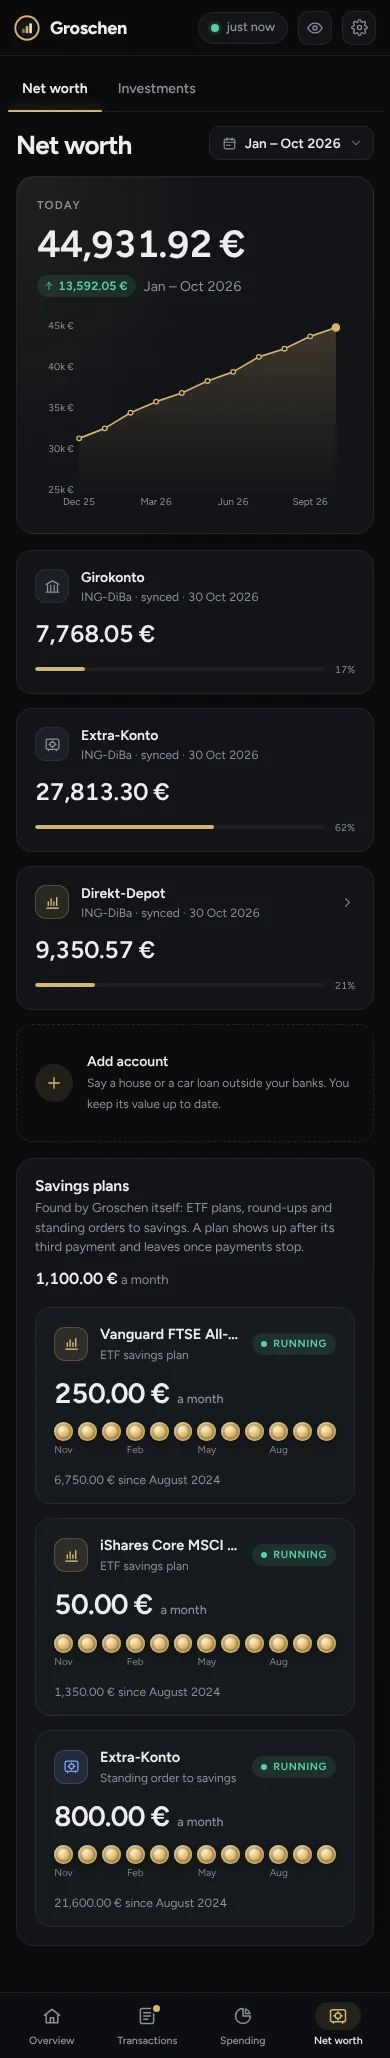 Groschen
just now
Net worth
Investments
Net worth
Jan – Oct 2026
TODAY
44,931.92 €
↑ 13,592.05 €
Jan – Oct 2026
45k €
40k €
35k €
30k €
25k €
Dec 25
Mar 26
Jun 26
Sept 26
Girokonto
ING-DiBa · synced · 30 Oct 2026
7,768.05 €
17%
Extra-Konto
ING-DiBa · synced · 30 Oct 2026
27,813.30 €
62%
Direkt-Depot
ING-DiBa · synced · 30 Oct 2026
9,350.57 €
21%
Add account
Say a house or a car loan outside your banks. You
keep its value up to date.
Savings plans
Found by Groschen itself: ETF plans, round-ups and
standing orders to savings. A plan shows up after its
third payment and leaves once payments stop.
1,100.00 € a month
Vanguard FTSE All-...
RUNNING
ETF savings plan
250.00 € a month
Nov
Feb
May
Aug
6,750.00 € since August 2024
iShares Core MSCI ...
RUNNING
ETF savings plan
50.00 € a month
Nov
Feb
May
Aug
1,350.00 € since August 2024
Extra-Konto
RUNNING
Standing order to savings
800.00 € a month
Nov
Feb
May
Aug
21,600.00 € since August 2024
Overview
Transactions
Spending
Net worth